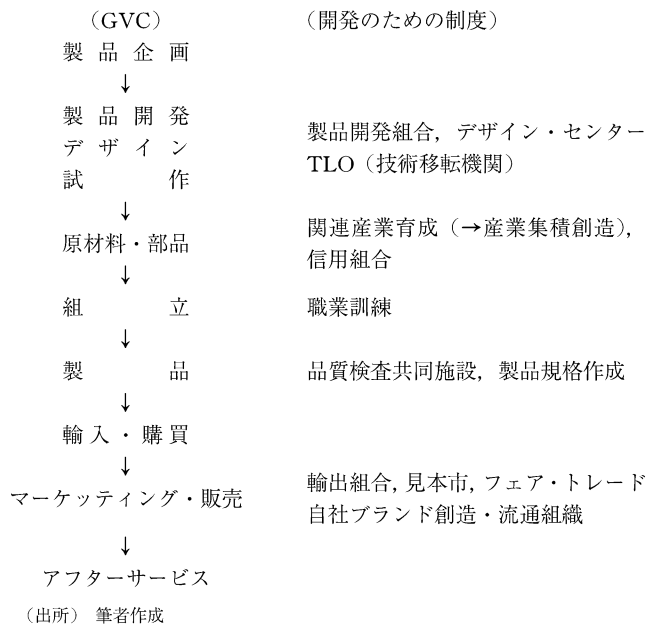 (GVC) (開発のための制度)
製品企画
↓
製品開発
デザイン 製品開発組合，デザイン・センター
試作 TLO（技術移転機関）
↓
原材料・部品 関連産業育成（→産業集積創造），
信用組合
↓
組立 職業訓練
↓
製品 品質検査共同施設，製品規格作成
↓
輸入・購買
↓
マーケッティング・販売 輸出組合，見本市，フェア・トレード
自社ブランド創造・流通組織
↓
アフターサービス
（出所） 筆者作成